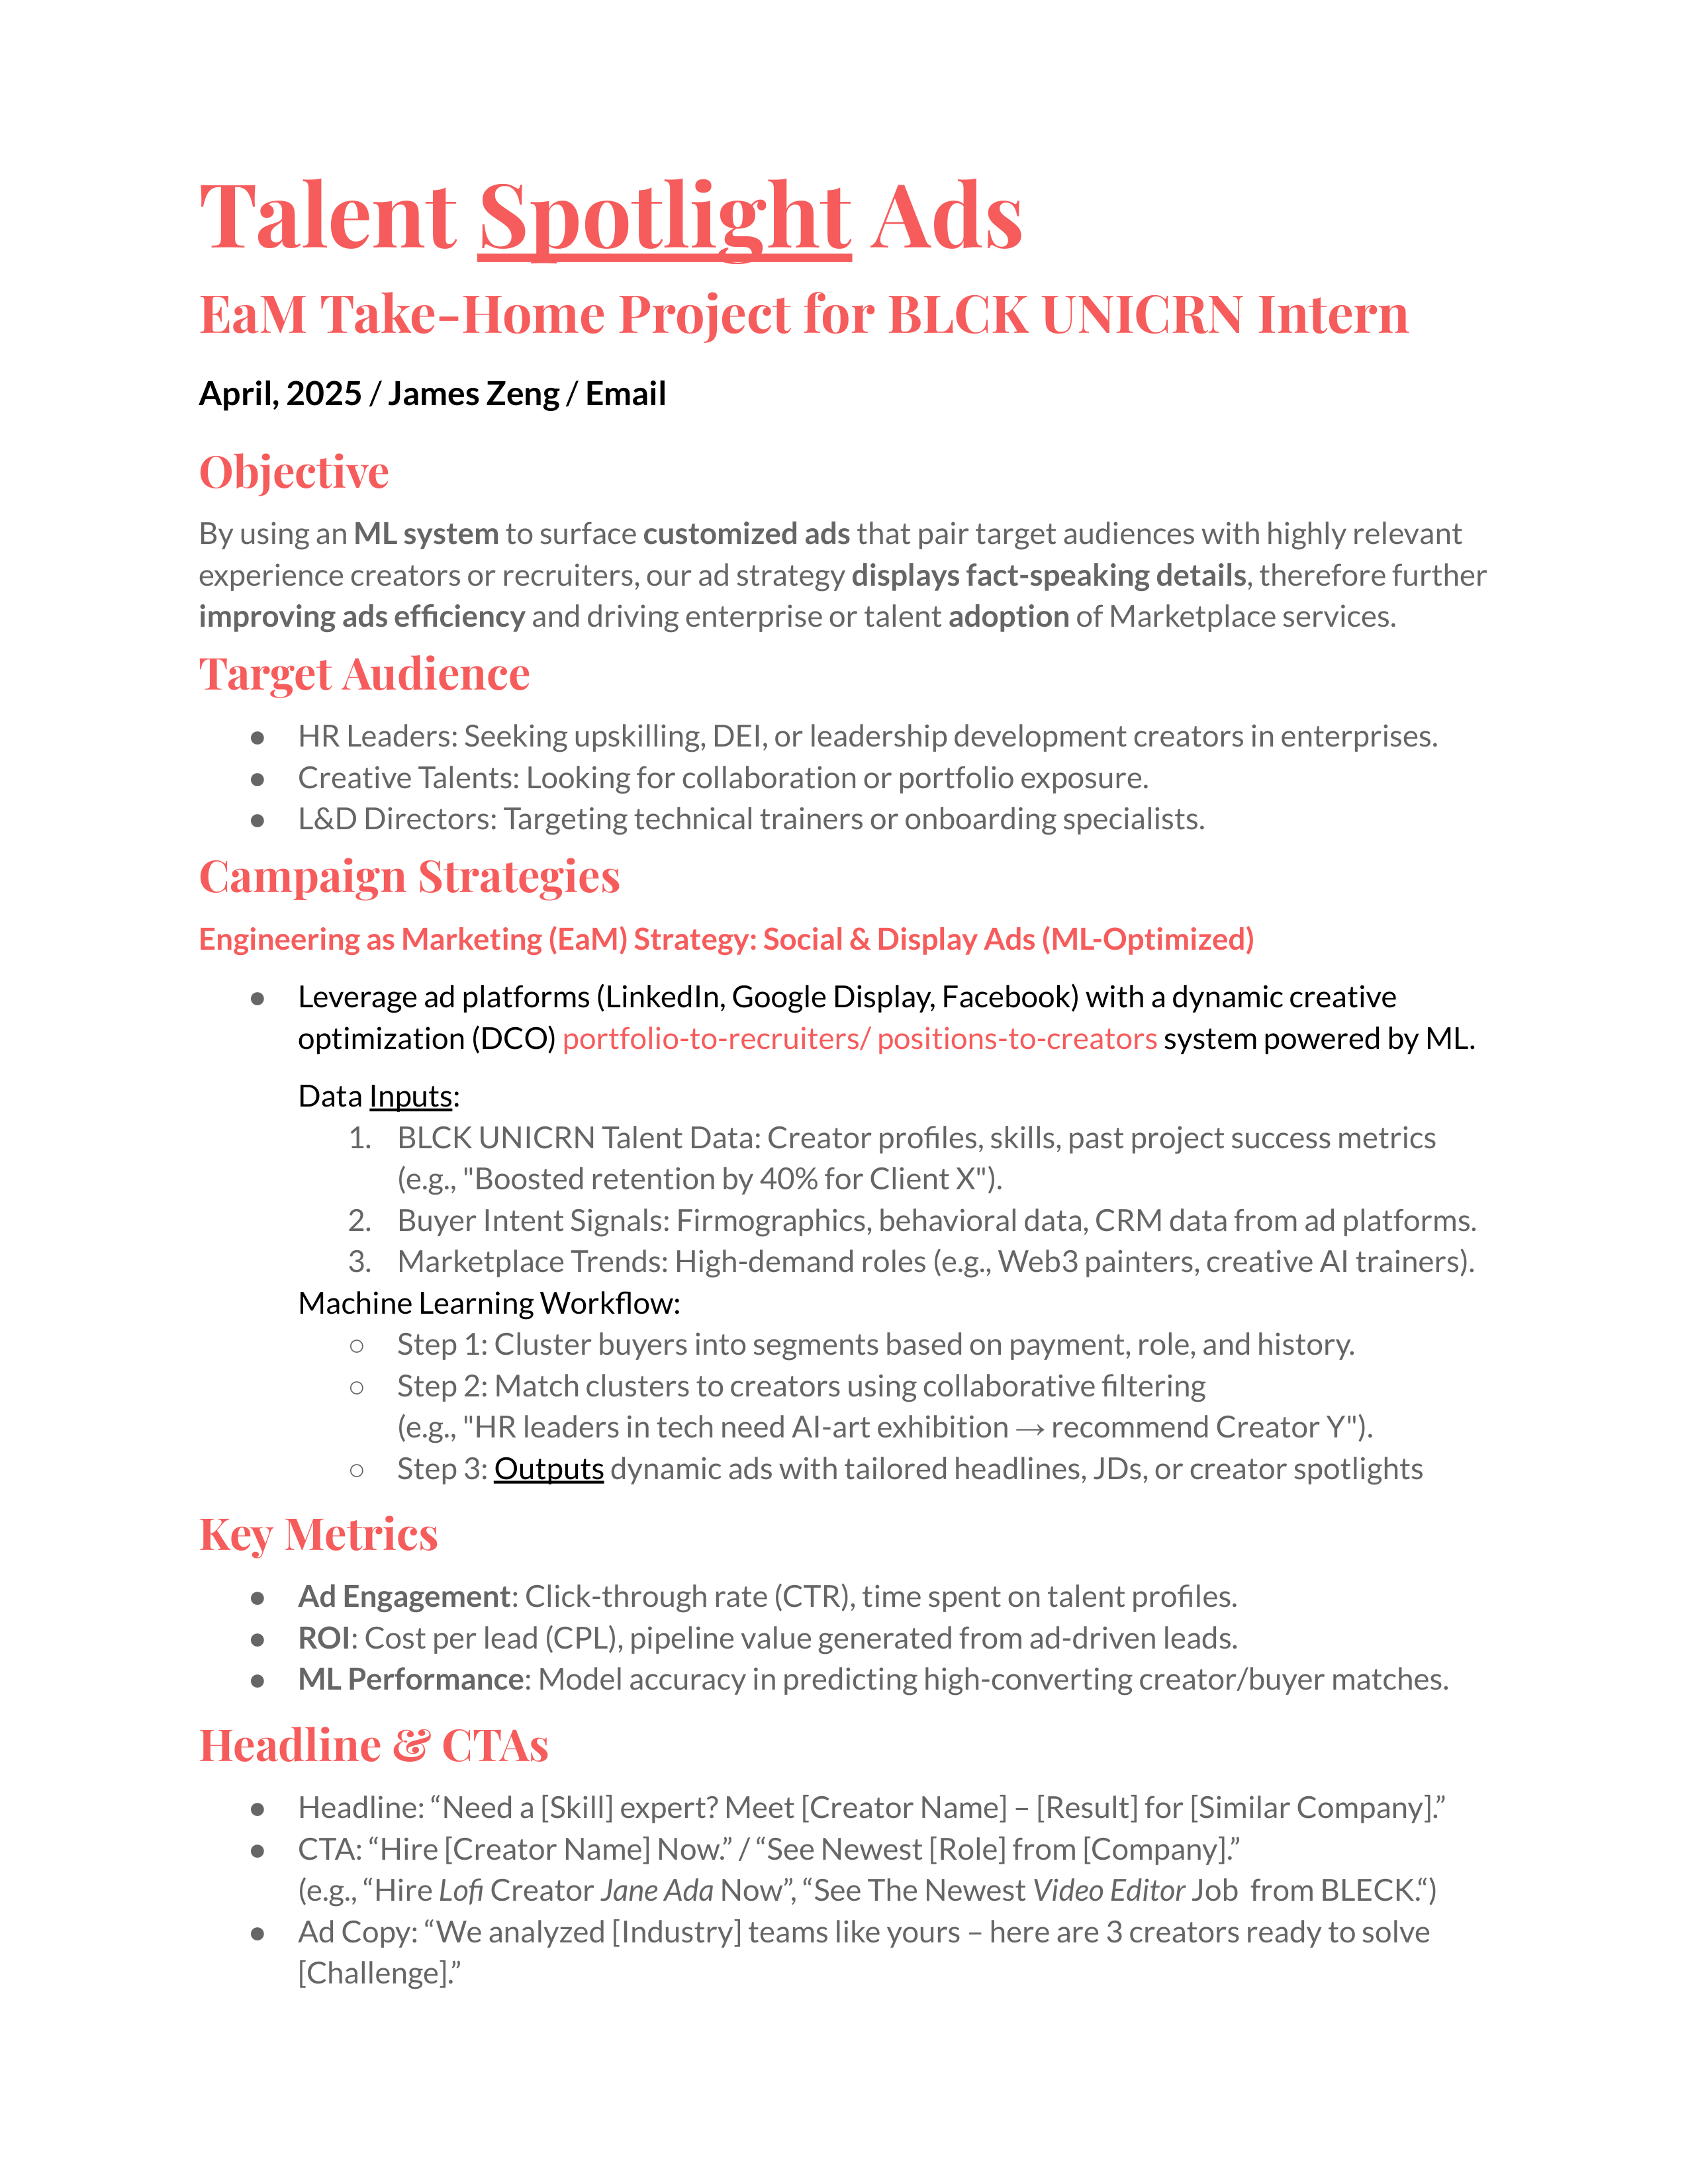 Talent Spotlight Ads
EaM Take-Home Project for BLCK UNICRN Intern
April, 2025 / James Zeng / Email
Objective
By using an ML system to surface customized ads that pair target audiences with highly relevant
experience creators or recruiters, our ad strategy displays fact-speaking details, therefore further
improving ads efficiency and driving enterprise or talent adoption of Marketplace services.
Target Audience
● HR Leaders: Seeking upskilling, DEI, or leadership development creators in enterprises.
● Creative Talents: Looking for collaboration or portfolio exposure.
● L&D Directors: Targeting technical trainers or onboarding specialists.
Campaign Strategies
Engineering as Marketing (EaM) Strategy: Social & Display Ads (ML-Optimized)
● Leverage ad platforms (LinkedIn, Google Display, Facebook) with a dynamic creative
optimization (DCO) portfolio-to-recruiters/ positions-to-creators system powered by ML.
Data Inputs:
1. BLCK UNICRN Talent Data: Creator profiles, skills, past project success metrics
(e.g., "Boosted retention by 40% for Client X").
2. Buyer Intent Signals: Firmographics, behavioral data, CRM data from ad platforms.
3. Marketplace Trends: High-demand roles (e.g., Web3 painters, creative AI trainers).
Machine Learning Workflow:
○ Step 1: Cluster buyers into segments based on payment, role, and history.
○ Step 2: Match clusters to creators using collaborative filtering
(e.g., "HR leaders in tech need AI-art exhibition → recommend Creator Y").
○ Step 3: Outputs dynamic ads with tailored headlines, JDs, or creator spotlights
Key Metrics
● Ad Engagement: Click-through rate (CTR), time spent on talent profiles.
● ROI: Cost per lead (CPL), pipeline value generated from ad-driven leads.
● ML Performance: Model accuracy in predicting high-converting creator/buyer matches.
Headline & CTAs
● Headline: “Need a [Skill] expert? Meet [Creator Name] – [Result] for [Similar Company].”
● CTA: “Hire [Creator Name] Now.” / “See Newest [Role] from [Company].”
(e.g., “Hire Lofi Creator Jane Ada Now”, “See The Newest Video Editor Job  from BLECK.“)
● Ad Copy: “We analyzed [Industry] teams like yours – here are 3 creators ready to solve
[Challenge].”